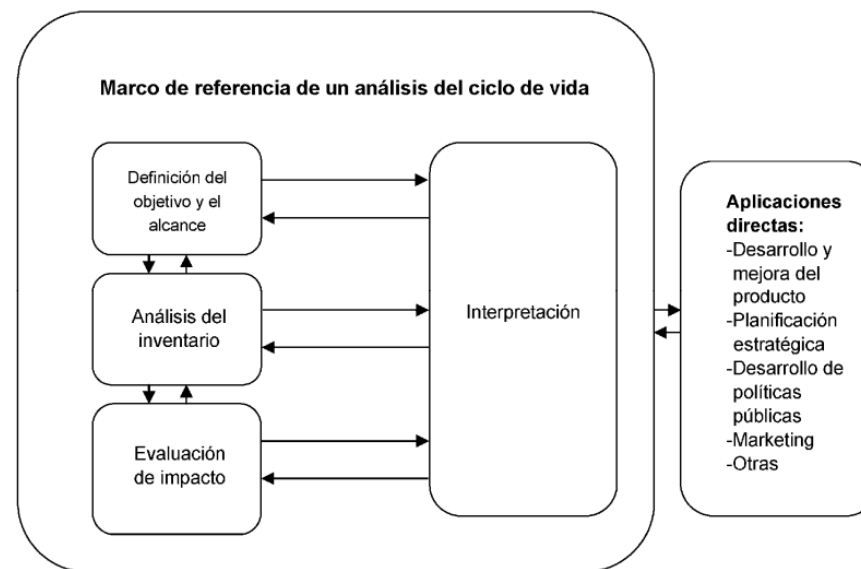 Marco de referencia de un análisis del ciclo de vida
Definición del
objetivo y el
alcance
Análisis del
inventario
Evaluación
de impacto
Interpretación
Aplicaciones
directas:
-Desarrollo y
mejora del
producto
-Planificación
estratégica
-Desarrollo de
políticas
públicas
-Marketing
-Otras